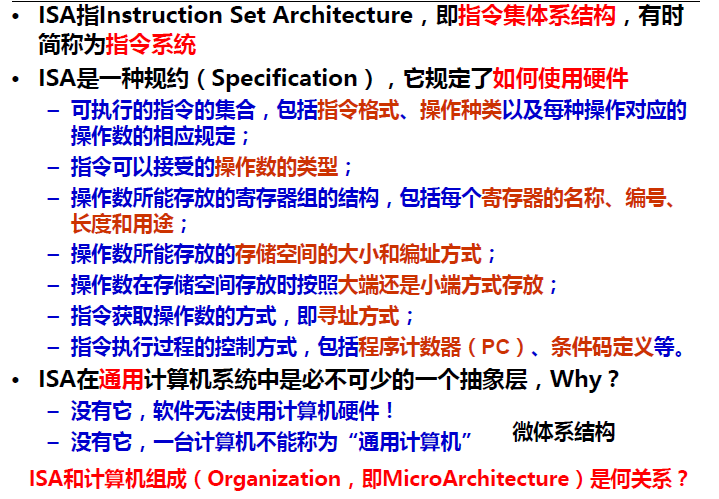 • ISA指Instruction Set Architecture，即指令集体系结构，有时
简称为指令系统
• ISA是一种规约（Specification），它规定了如何使用硬件
– 可执行的指令的集合，包括指令格式、操作种类以及每种操作对应的
操作数的相应规定；
– 指令可以接受的操作数的类型；
– 操作数所能存放的寄存器组的结构，包括每个寄存器的名称、编号、
长度和用途；
– 操作数所能存放的存储空间的大小和编址方式；
– 操作数在存储空间存放时按照大端还是小端方式存放；
– 指令获取操作数的方式，即寻址方式；
– 指令执行过程的控制方式，包括程序计数器（PC）、条件码定义等。
• ISA在通用计算机系统中是必不可少的一个抽象层，Why？
– 没有它，软件无法使用计算机硬件！
– 没有它，一台计算机不能称为“通用计算机”
微体系结构
ISA和计算机组成（Organization，即MicroArchitecture）是何关系？